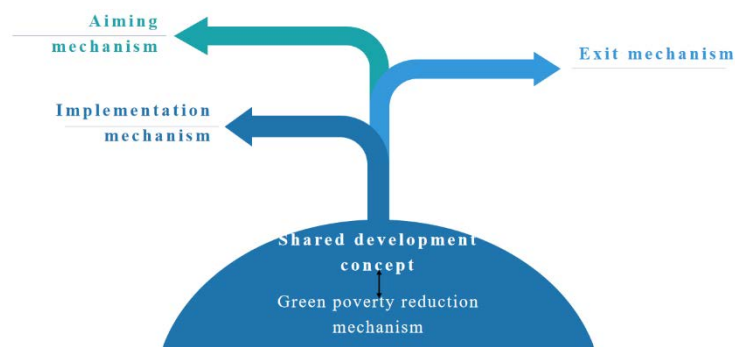 Aiming
mechanism
Exit mechanism
Implementation
mechanism
Shared development
concept
Green poverty reduction
mechanism